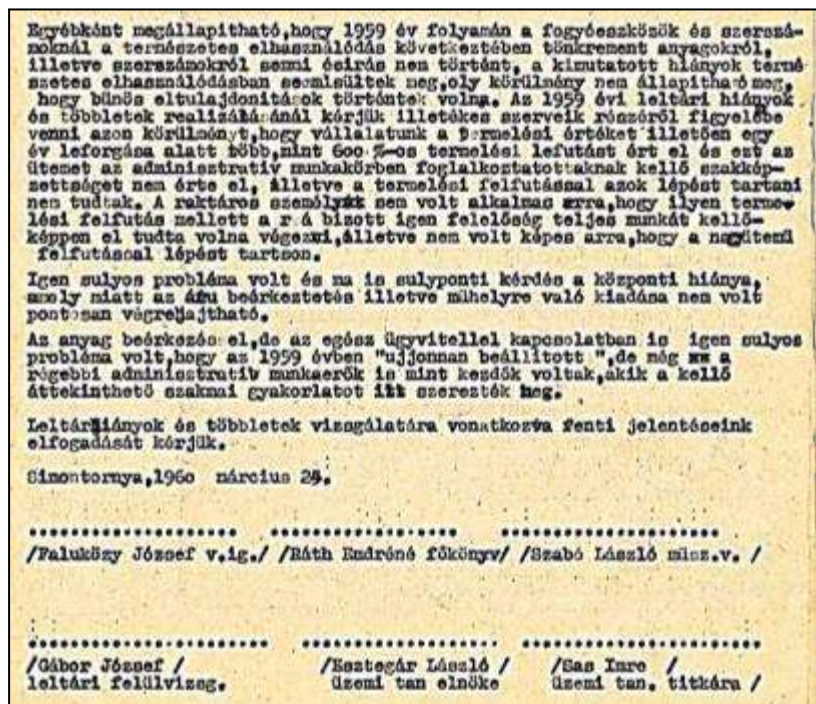 Egyébként megállapitható,hogy 1959 év folyamán a fogyóeszközök és szerszá-
moknál a természetes elhasználódás következtében tönkrement anyagokról,
illetve szerszámokról semmi leirás nem történt, a kimutatott hiányok termé
szetes elhasználódásban meg,oly körülmény nem állapitható meg,
hogy bünös eltulajdonitások történtek volna. Az 1959 évi leltári hiányok
és többletek realizálásánál kérjük illetékes szerveik részéről figyelembe
venni azon körülményt,hogy vállalatunk a termelési értéket illetően egy
év leforgása alatt több,mint 600 %-os termelési lefutást ért el és ezt az
ütemet az adminisztrativ munkakörben foglalkoztatottaknak kellő szakkép-
zettséget nem érte el, illetve a termelési felfutással azok lépést tartani
nem tudtak. A raktáros személyük sem volt alkalmas arra,hogy ilyen terme-
lési felfutás mellett a r á bizott igen felelőség teljes munkát kellő-
képpen el tudta volna végezni,illetve nem volt képes arra,hogy a nagyütemű
felfutással lépést tartson.
Igen sulyos probléma volt és ma is sulyponti kérdés a központi hiánya,
amely miatt az áru beérkeztetés illetve műhelyre való kiadása nem volt
pontosan végrehajtható.
Az anyag beérkezés el,de az egész ügyvitellel kapcsolatban is igen sulyos
probléma volt,hogy az 1959 évben "ujjonnan beállitott ",de még a
régebbi adminisztrativ munkaerők is mint kezdők voltak,akik a kellő
áttekinthető szakmai gyakorlatot itt szerezték meg.
Leltárhiányok és többletek vizsgálatára vonatkozva fenti jelentéseink
elfogadását kérjük.
Simontornya,1960 március 24.
/Faluközy József v.ig./ /Ráth Endréné főkönyv/ /Szabó László műsz.v. /
/Gábor József / /Esztegár László / /Sas Imre /
leltári felülvizsg. üzemi tan elnöke üzemi tan. titkára /